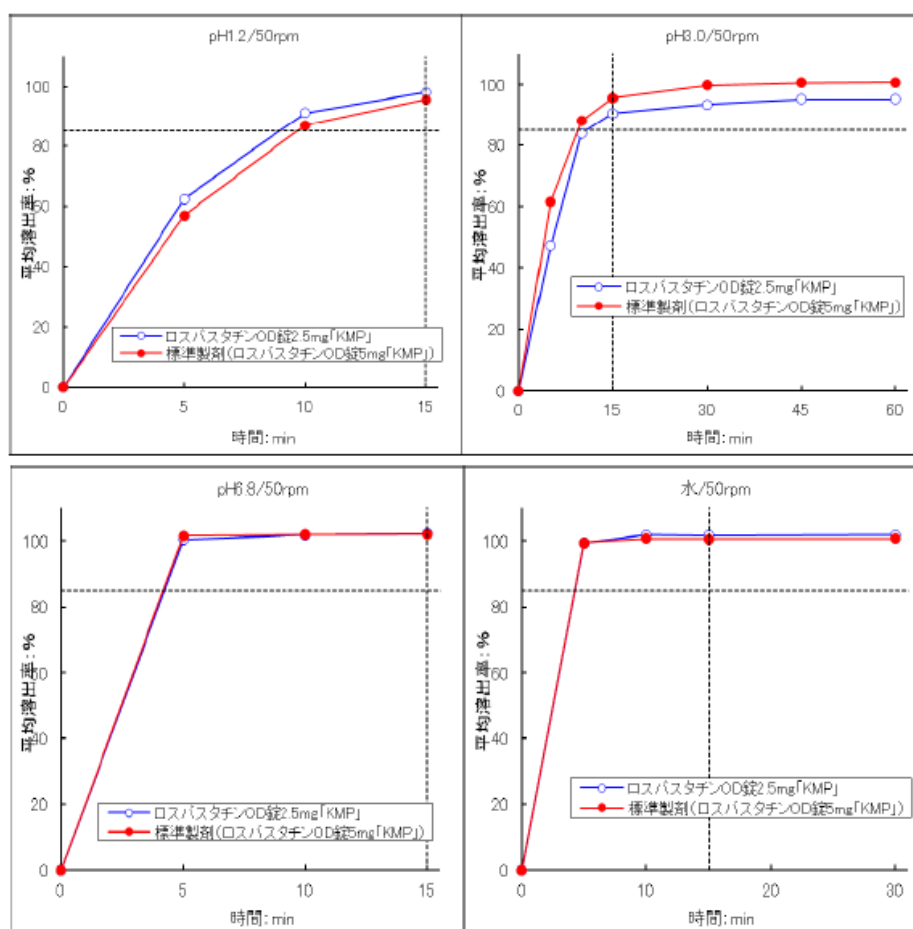 pH1.2/50rpm
平均溶出率:%
100
80
60
40
20
0
ロスバスタチンOD錠2.5mg「KMP」
標準製剤(ロスバスタチンOD錠5mg「KMP」)
0 5 10 15
時間:min
pH3.0/50rpm
平均溶出率:%
100
80
60
40
20
0
ロスバスタチンOD錠2.5mg「KMP」
標準製剤(ロスバスタチンOD錠5mg「KMP」)
0 15 30 45 60
時間:min
pH6.8/50rpm
平均溶出率:%
100
80
60
40
20
0
ロスバスタチンOD錠2.5mg「KMP」
標準製剤(ロスバスタチンOD錠5mg「KMP」)
0 5 10 15
時間:min
水/50rpm
平均溶出率:%
100
80
60
40
20
0
ロスバスタチンOD錠2.5mg「KMP」
標準製剤(ロスバスタチンOD錠5mg「KMP」)
0 10 20 30
時間:min